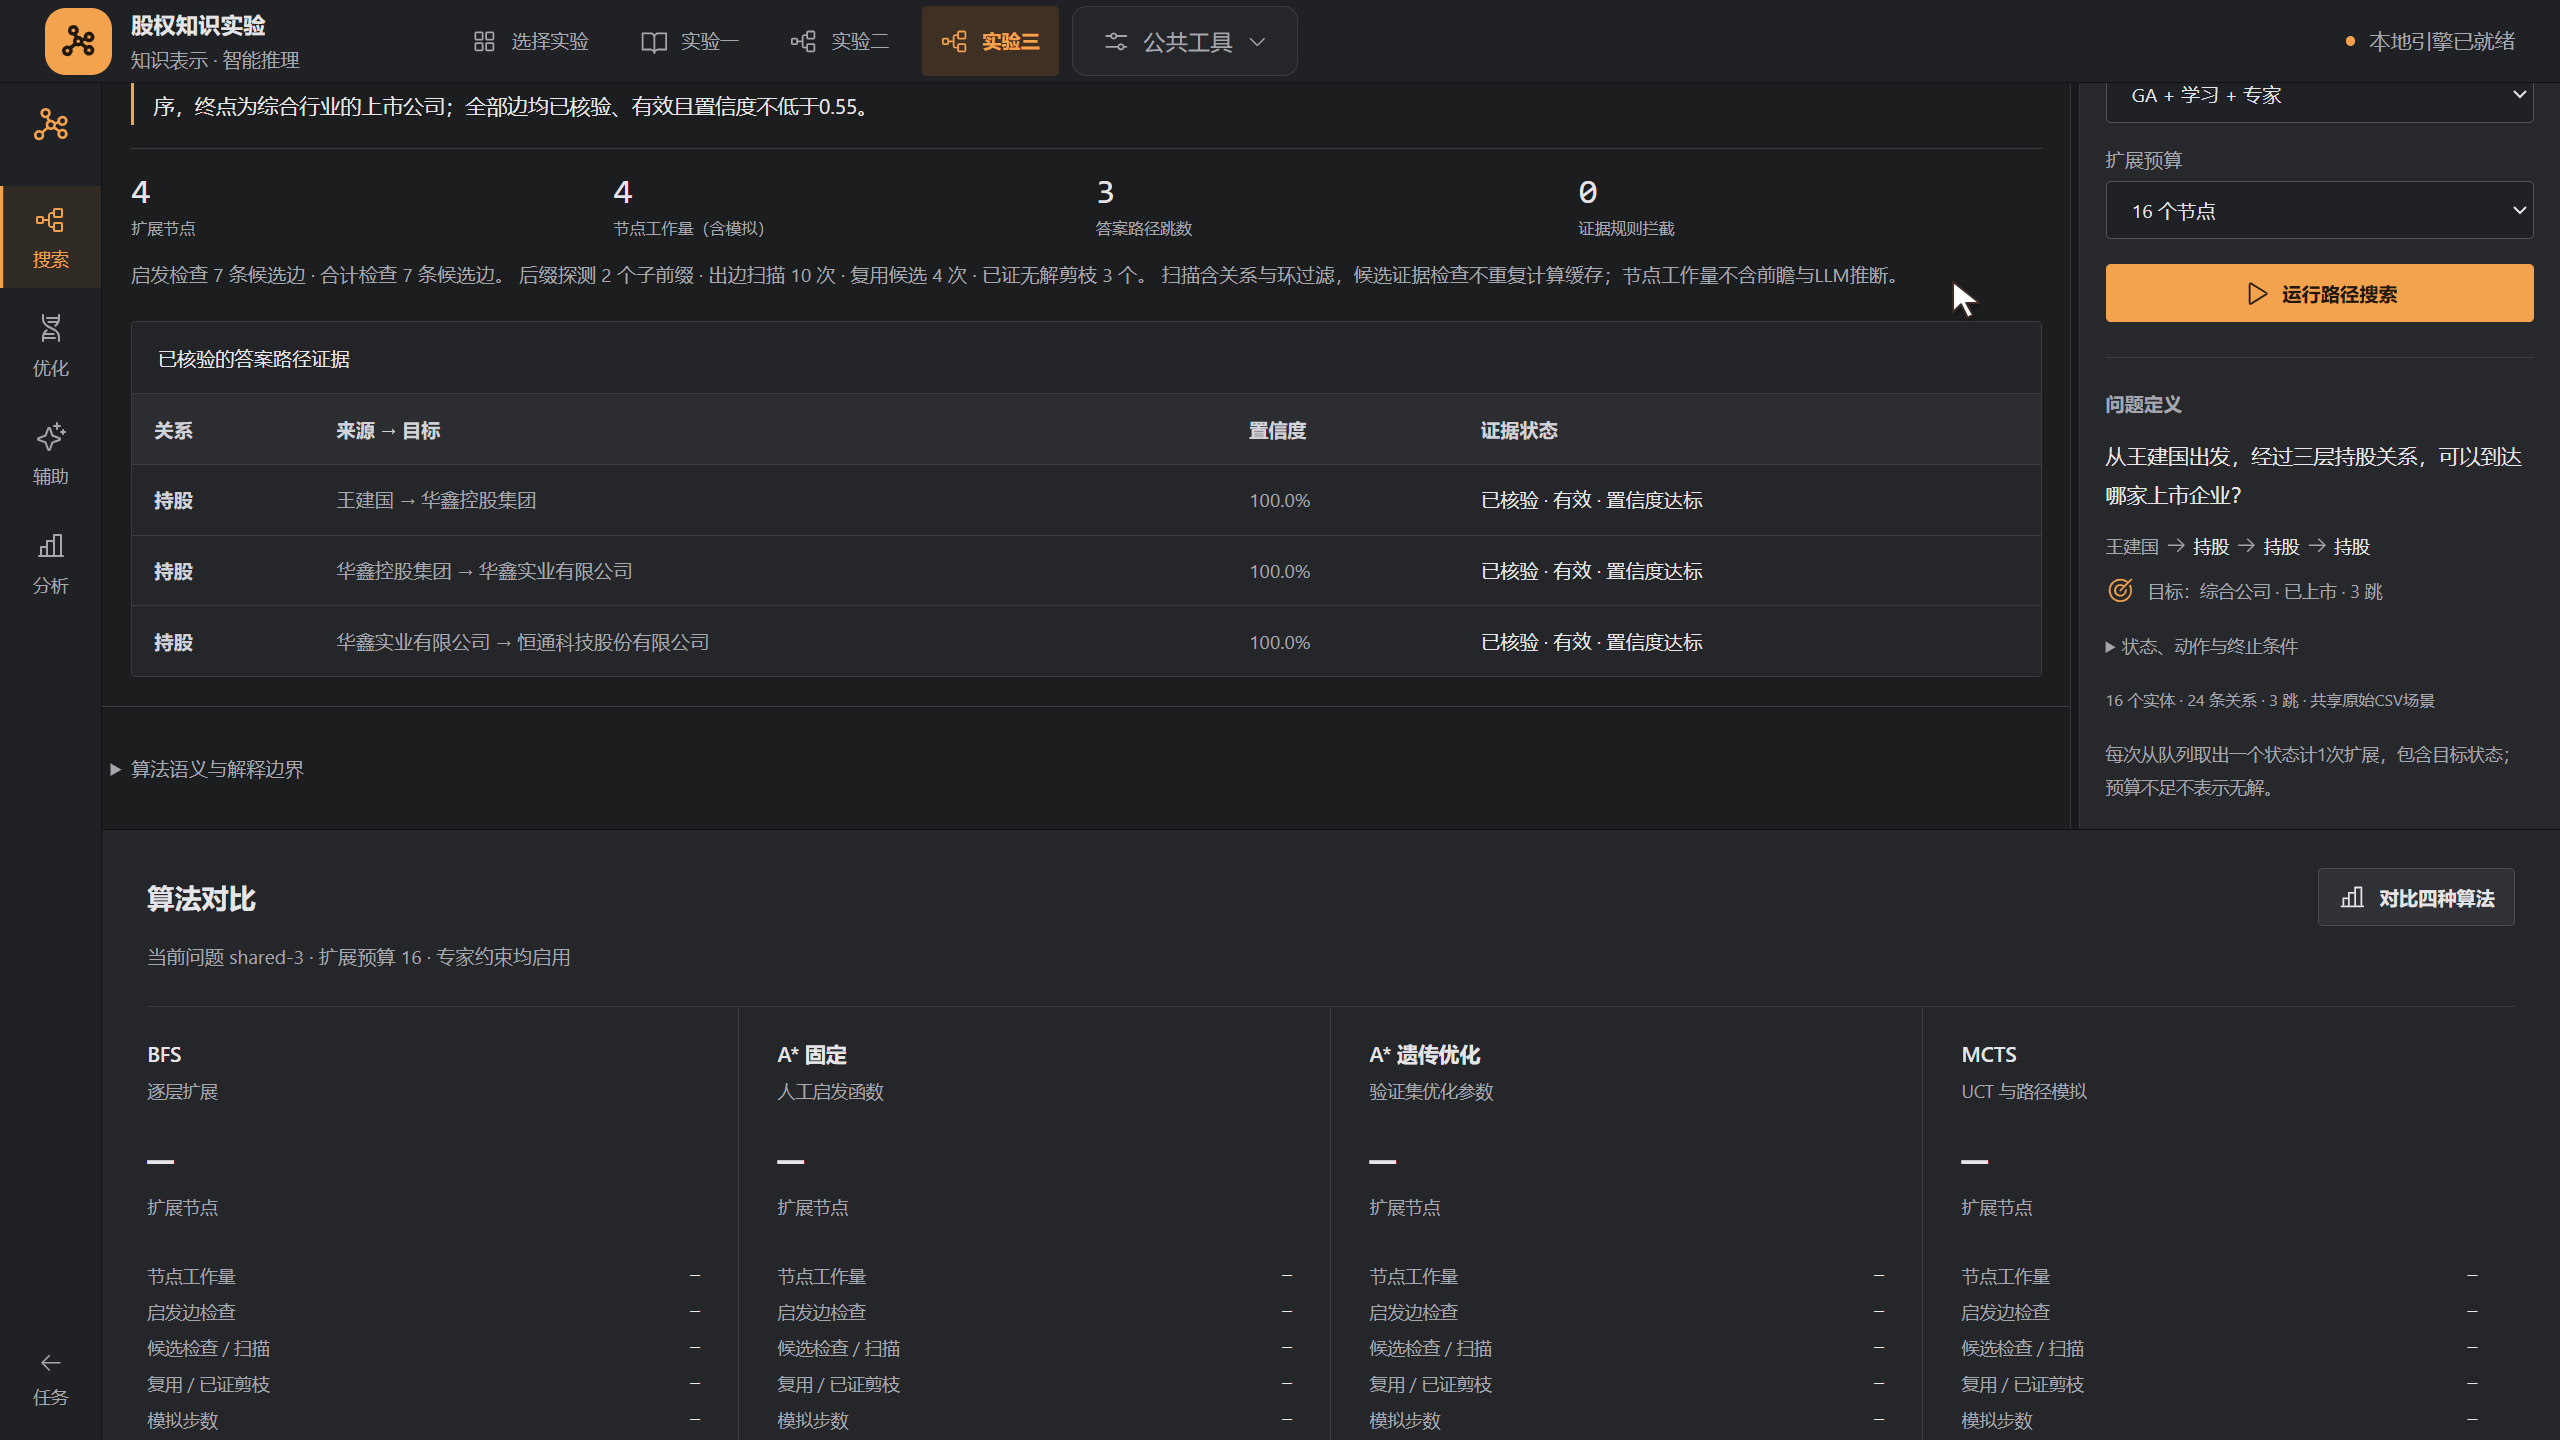 股权知识实验
知识表示 · 智能推理
选择实验
实验一
实验二
实验三
公共工具
本地引擎已就绪
搜索
优化
辅助
分析
任务
序，终点为综合行业的上市公司；全部边均已核验、有效且置信度不低于0.55。
4
扩展节点
4
节点工作量（含模拟）
3
答案路径跳数
0
证据规则拦截
启发检查 7 条候选边 · 合计检查 7 条候选边。 后缀探测 2 个子前缀 · 出边扫描 10 次 · 复用候选 4 次 · 已证无解剪枝 3 个。 扫描含关系与环过滤，候选证据检查不重复计算缓存；节点工作量不含前瞻与LLM推断。
已核验的答案路径证据
关系 来源 → 目标 置信度 证据状态
持股 王建国 → 华鑫控股集团 100.0% 已核验 · 有效 · 置信度达标
持股 华鑫控股集团 → 华鑫实业有限公司 100.0% 已核验 · 有效 · 置信度达标
持股 华鑫实业有限公司 → 恒通科技股份有限公司 100.0% 已核验 · 有效 · 置信度达标
▶ 算法语义与解释边界
GA + 学习 + 专家
扩展预算
16 个节点
运行路径搜索
问题定义
从王建国出发，经过三层持股关系，可以到达
哪家上市企业？
王建国 → 持股 → 持股 → 持股
目标：综合公司 · 已上市 · 3 跳
▶ 状态、动作与终止条件
16 个实体 · 24 条关系 · 3 跳 · 共享原始CSV场景
每次从队列取出一个状态计1次扩展，包含目标状态；
预算不足不表示无解。
算法对比
对比四种算法
当前问题 shared-3 · 扩展预算 16 · 专家约束均启用
BFS
逐层扩展
—
扩展节点
节点工作量 –
启发边检查 –
候选检查 / 扫描 –
复用 / 已证剪枝 –
模拟步数 –
A* 固定
人工启发函数
—
扩展节点
节点工作量 –
启发边检查 –
候选检查 / 扫描 –
复用 / 已证剪枝 –
模拟步数 –
A* 遗传优化
验证集优化参数
—
扩展节点
节点工作量 –
启发边检查 –
候选检查 / 扫描 –
复用 / 已证剪枝 –
模拟步数 –
MCTS
UCT 与路径模拟
—
扩展节点
节点工作量 –
启发边检查 –
候选检查 / 扫描 –
复用 / 已证剪枝 –
模拟步数 –